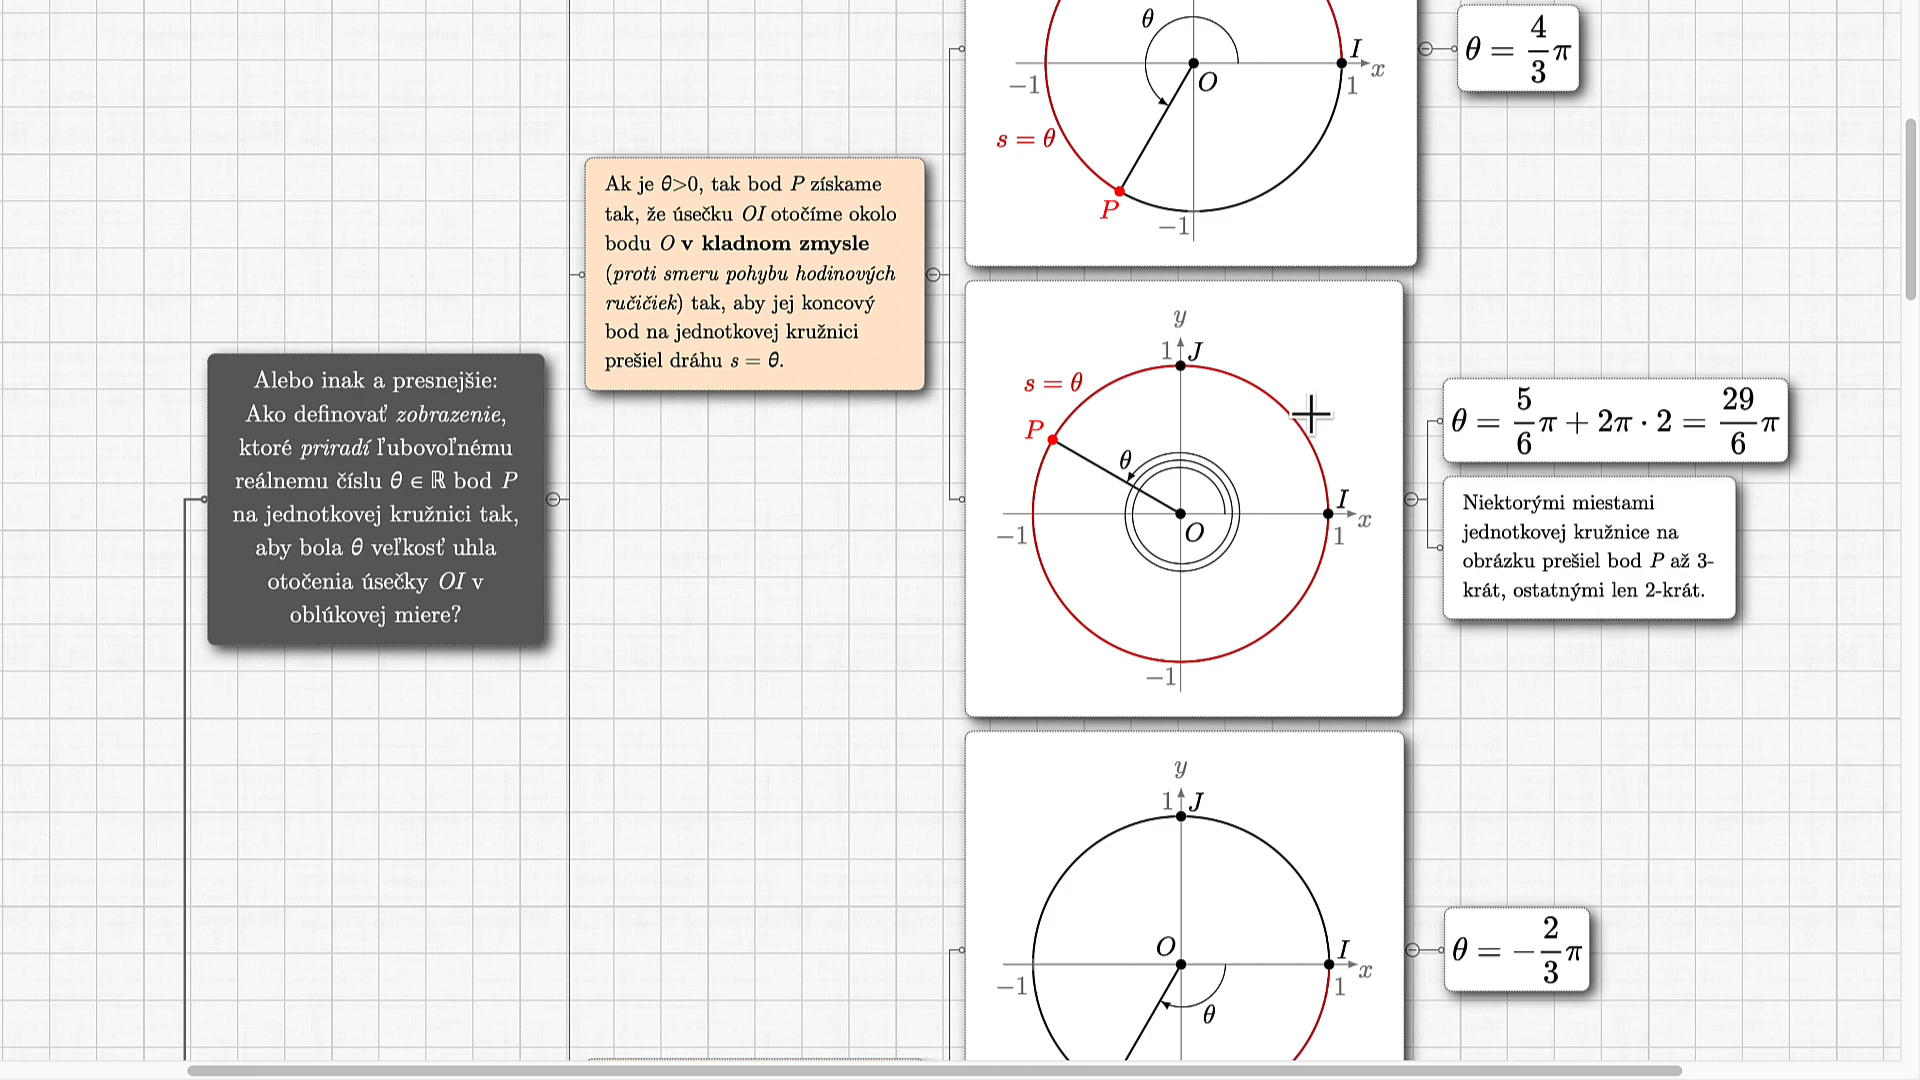 Alebo inak a presnejšie:
Ako definovať zobrazenie,
ktoré priradí ľubovoľnému
reálnemu číslu θ ∈ ℝ bod P
na jednotkovej kružnici tak,
aby bola θ veľkosť uhla
otočenia úsečky OI v
oblúkovej miere?
Ak je θ>0, tak bod P získame
tak, že úsečku OI otočíme okolo
bodu O v kladnom zmysle
(proti smeru pohybu hodinových
ručičiek) tak, aby jej koncový
bod na jednotkovej kružnici
prešiel dráhu s = θ.
θ
I
x
−1
O
1
s = θ
P
−1
θ = 4/3 π
y
1 J
s = θ
P
θ
I
x
−1
O
1
−1
θ = 5/6 π + 2π · 2 = 29/6 π
Niektorými miestami
jednotkovej kružnice na
obrázku prešiel bod P až 3-
krát, ostatnými len 2-krát.
y
1 J
O
I
x
−1
1
θ
θ = − 2/3 π